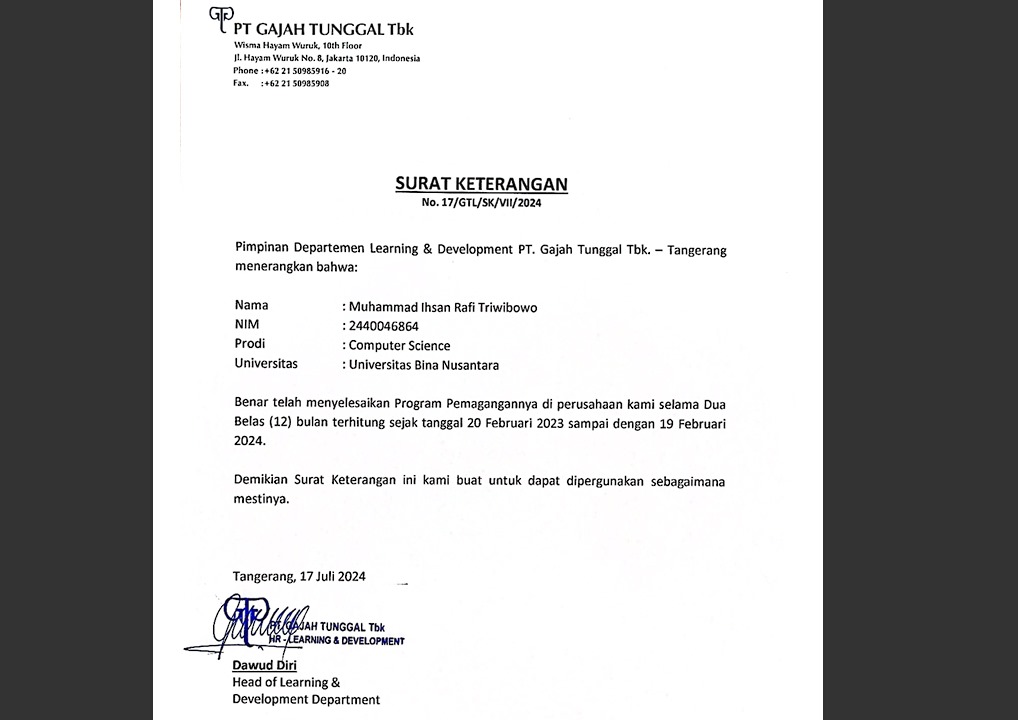 PT GAJAH TUNGGAL Tbk
Wisma Hayam Wuruk, 10th Floor
Jl. Hayam Wuruk No. 8, Jakarta 10120, Indonesia
Phone :+62 21 50985916 - 20
Fax. :+62 21 50985908
SURAT KETERANGAN
No. 17/GTL/SK/VII/2024
Pimpinan Departemen Learning & Development PT. Gajah Tunggal Tbk. – Tangerang
menerangkan bahwa:
Nama : Muhammad Ihsan Rafi Triwibowo
NIM : 2440046864
Prodi : Computer Science
Universitas : Universitas Bina Nusantara
Benar telah menyelesaikan Program Pemagangannya di perusahaan kami selama Dua
Belas (12) bulan terhitung sejak tanggal 20 Februari 2023 sampai dengan 19 Februari
2024.
Demikian Surat Keterangan ini kami buat untuk dapat dipergunakan sebagaimana
mestinya.
Tangerang, 17 Juli 2024
PT GAJAH TUNGGAL Tbk
HR - LEARNING & DEVELOPMENT
Dawud Diri
Head of Learning &
Development Department